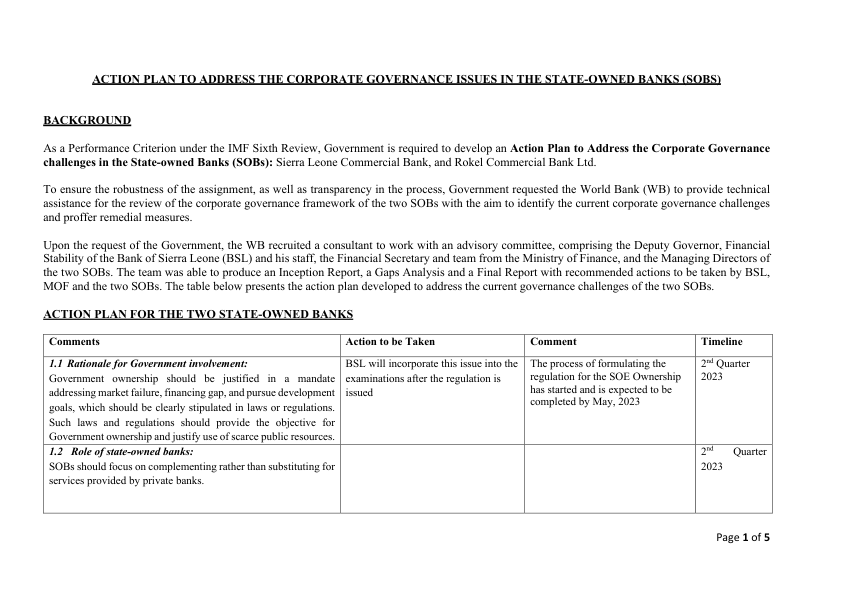 ACTION PLAN TO ADDRESS THE CORPORATE GOVERNANCE ISSUES IN THE STATE-OWNED BANKS (SOBS)
BACKGROUND
As a Performance Criterion under the IMF Sixth Review, Government is required to develop an Action Plan to Address the Corporate Governance
challenges in the State-owned Banks (SOBs): Sierra Leone Commercial Bank, and Rokel Commercial Bank Ltd.
To ensure the robustness of the assignment, as well as transparency in the process, Government requested the World Bank (WB) to provide technical
assistance for the review of the corporate governance framework of the two SOBs with the aim to identify the current corporate governance challenges
and proffer remedial measures.
Upon the request of the Government, the WB recruited a consultant to work with an advisory committee, comprising the Deputy Governor, Financial
Stability of the Bank of Sierra Leone (BSL) and his staff, the Financial Secretary and team from the Ministry of Finance, and the Managing Directors of
the two SOBs. The team was able to produce an Inception Report, a Gaps Analysis and a Final Report with recommended actions to be taken by BSL,
MOF and the two SOBs. The table below presents the action plan developed to address the current governance challenges of the two SOBs.
ACTION PLAN FOR THE TWO STATE-OWNED BANKS
Comments
Action to be Taken
Comment
Timeline
1.1 Rationale for Government involvement:
Government ownership should be justified in a mandate
addressing market failure, financing gap, and pursue development
goals, which should be clearly stipulated in laws or regulations.
Such laws and regulations should provide the objective for
Government ownership and justify use of scarce public resources.
BSL will incorporate this issue into the
examinations after the regulation is
issued
The process of formulating the
regulation for the SOE Ownership
has started and is expected to be
completed by May, 2023
2nd Quarter
2023
1.2 Role of state-owned banks:
SOBs should focus on complementing rather than substituting for
services provided by private banks.
2nd Quarter
2023
Page 1 of 5